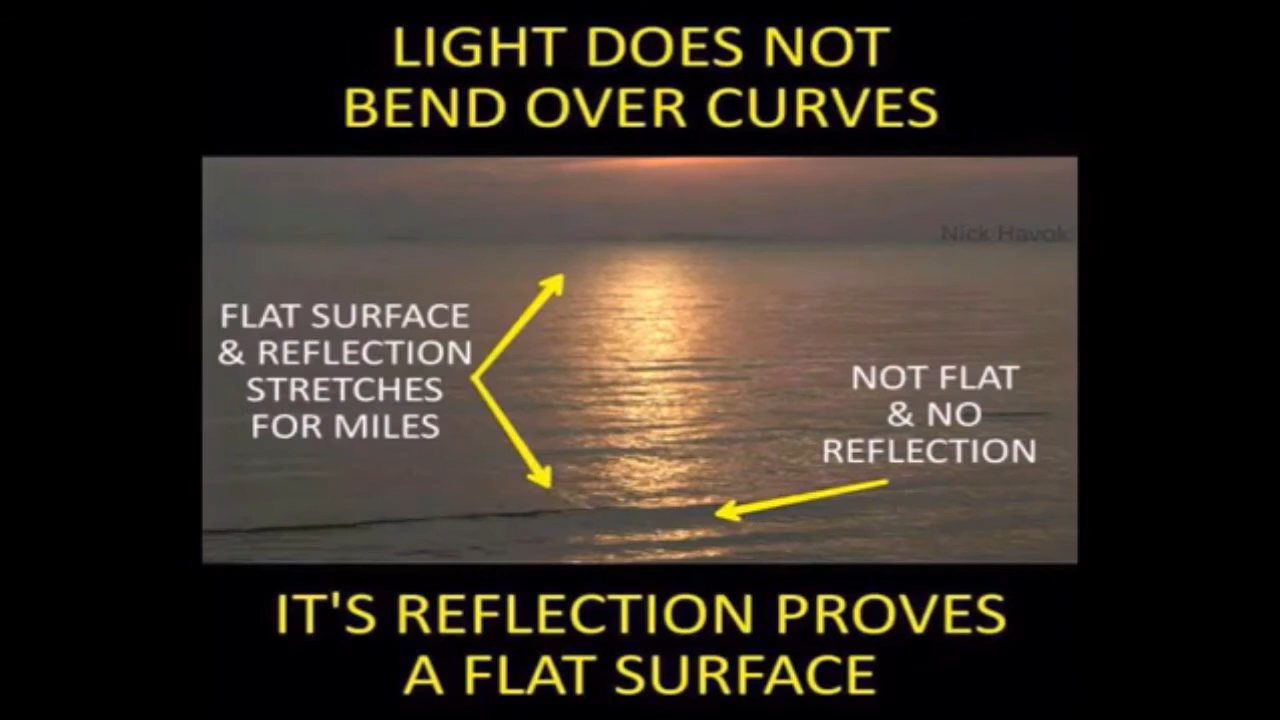 LIGHT DOES NOT
BEND OVER CURVES
Nick Havok
FLAT SURFACE
& REFLECTION
STRETCHES
FOR MILES
NOT FLAT
& NO
REFLECTION
IT'S REFLECTION PROVES
A FLAT SURFACE